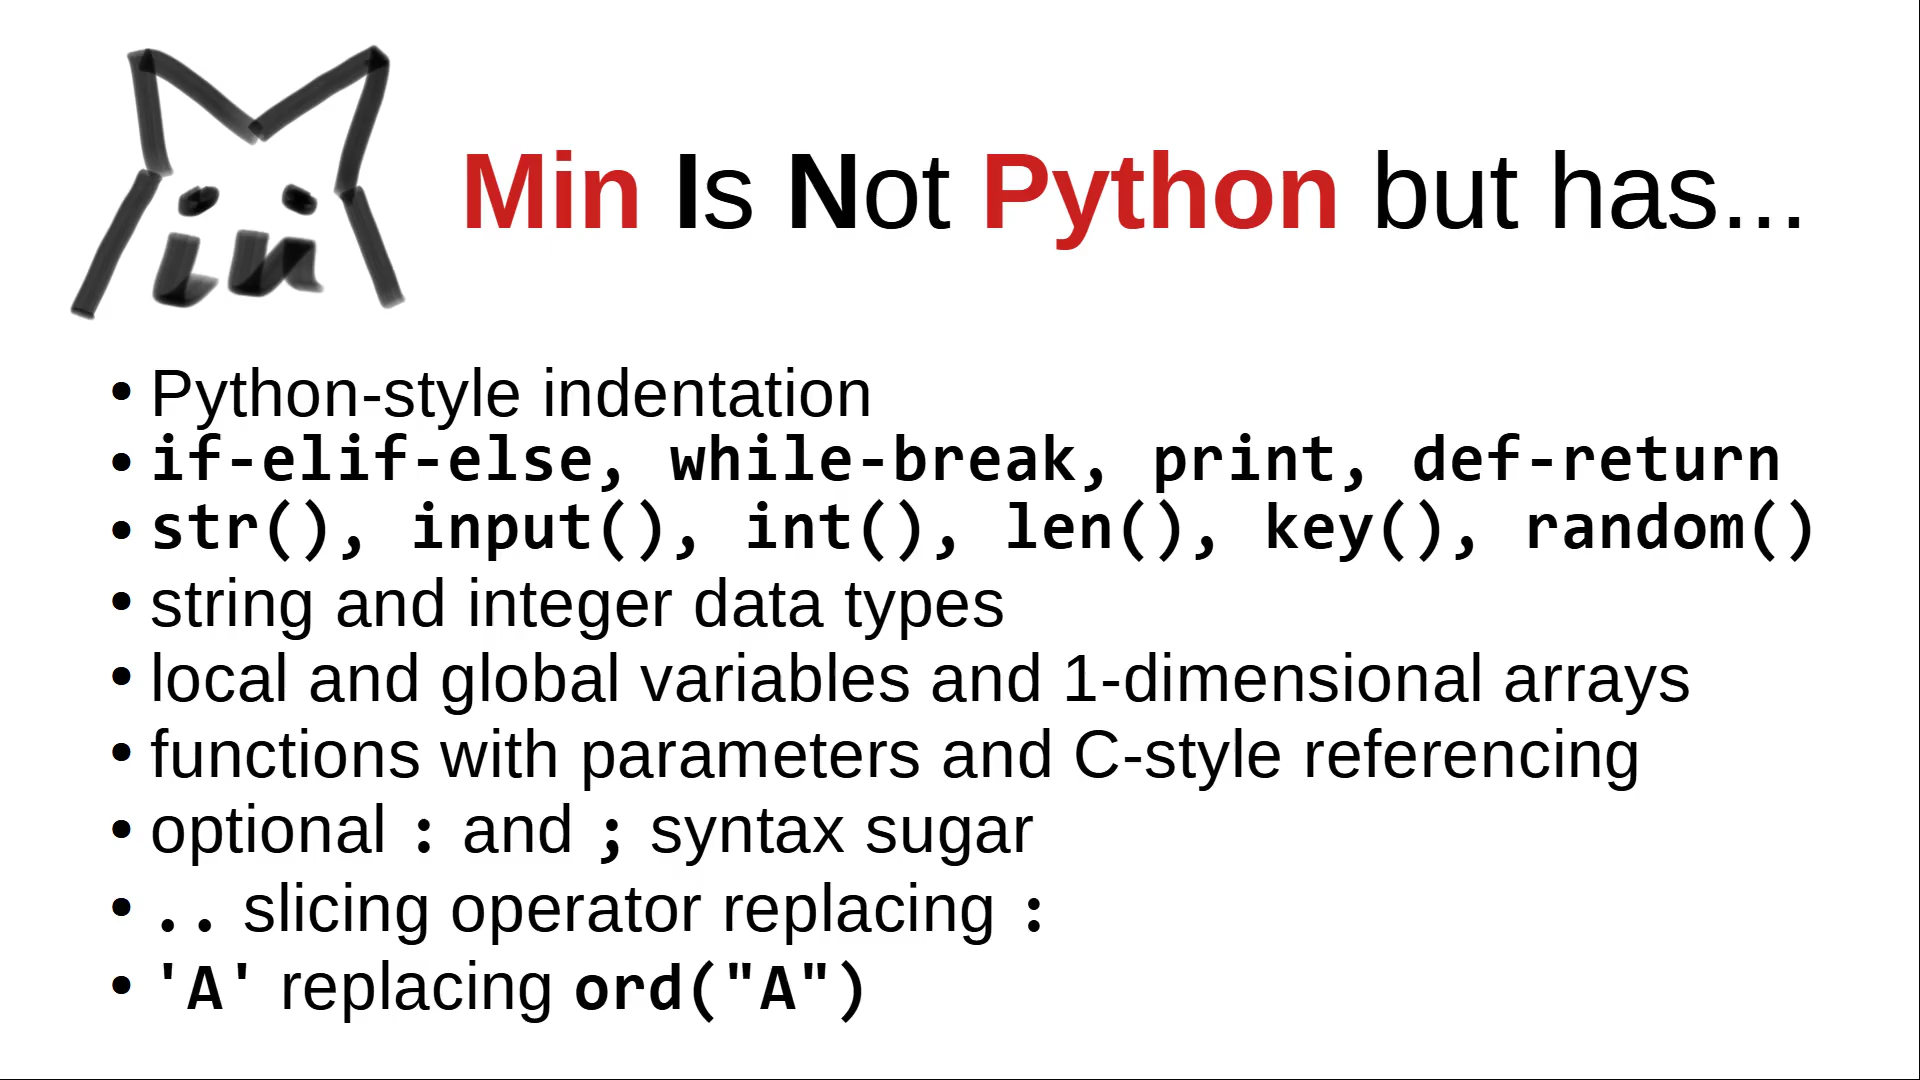 Min
Min Is Not Python but has...
• Python-style indentation
• if-elif-else, while-break, print, def-return
• str(), input(), int(), len(), key(), random()
• string and integer data types
• local and global variables and 1-dimensional arrays
• functions with parameters and C-style referencing
• optional : and ; syntax sugar
• .. slicing operator replacing :
• 'A' replacing ord("A")